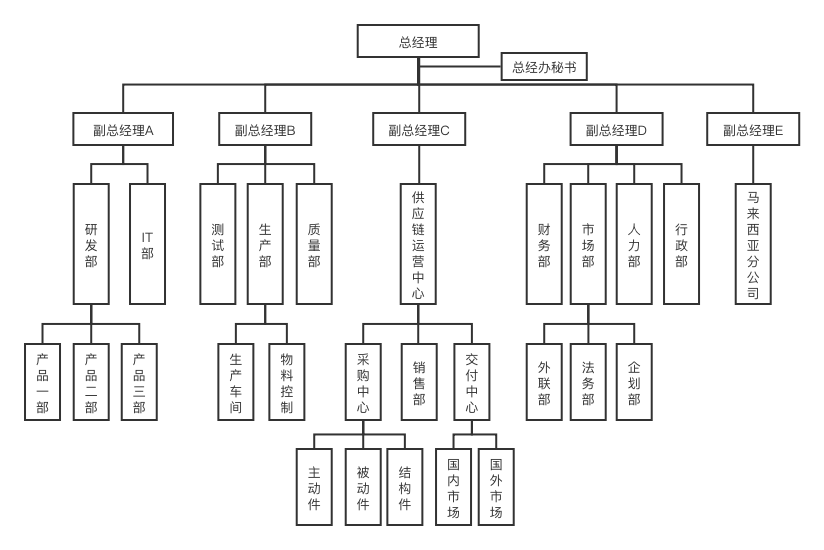 总经理
总经办秘书
副总经理A
副总经理B
副总经理C
副总经理D
副总经理E
研发部
IT部
测试部
生产部
质量部
供应链运营中心
财务部
市场部
人力部
行政部
马来西亚分公司
产品一部
产品二部
产品三部
生产车间
物料控制
采购中心
销售部
交付中心
外联部
法务部
企划部
主动件
被动件
结构件
国内市场
国外市场